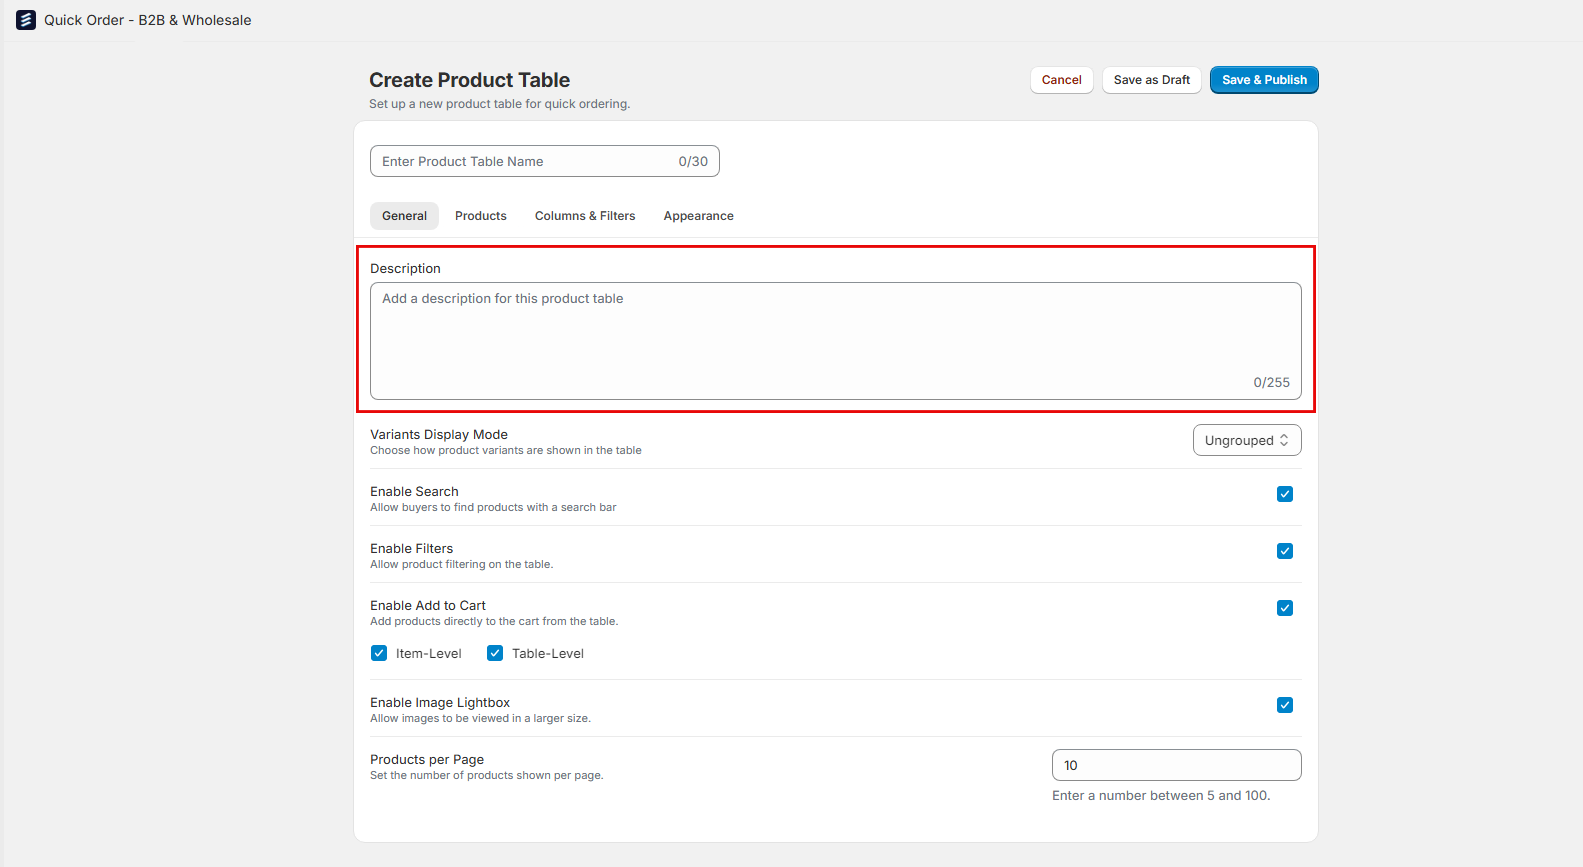 Quick Order - B2B & Wholesale
Create Product Table
Set up a new product table for quick ordering.
Cancel
Save as Draft
Save & Publish
Enter Product Table Name 0/30
General Products Columns & Filters Appearance
Description
Add a description for this product table
0/255
Variants Display Mode
Choose how product variants are shown in the table
Ungrouped
Enable Search
Allow buyers to find products with a search bar
Enable Filters
Allow product filtering on the table.
Enable Add to Cart
Add products directly to the cart from the table.
Item-Level Table-Level
Enable Image Lightbox
Allow images to be viewed in a larger size.
Products per Page
Set the number of products shown per page.
10
Enter a number between 5 and 100.